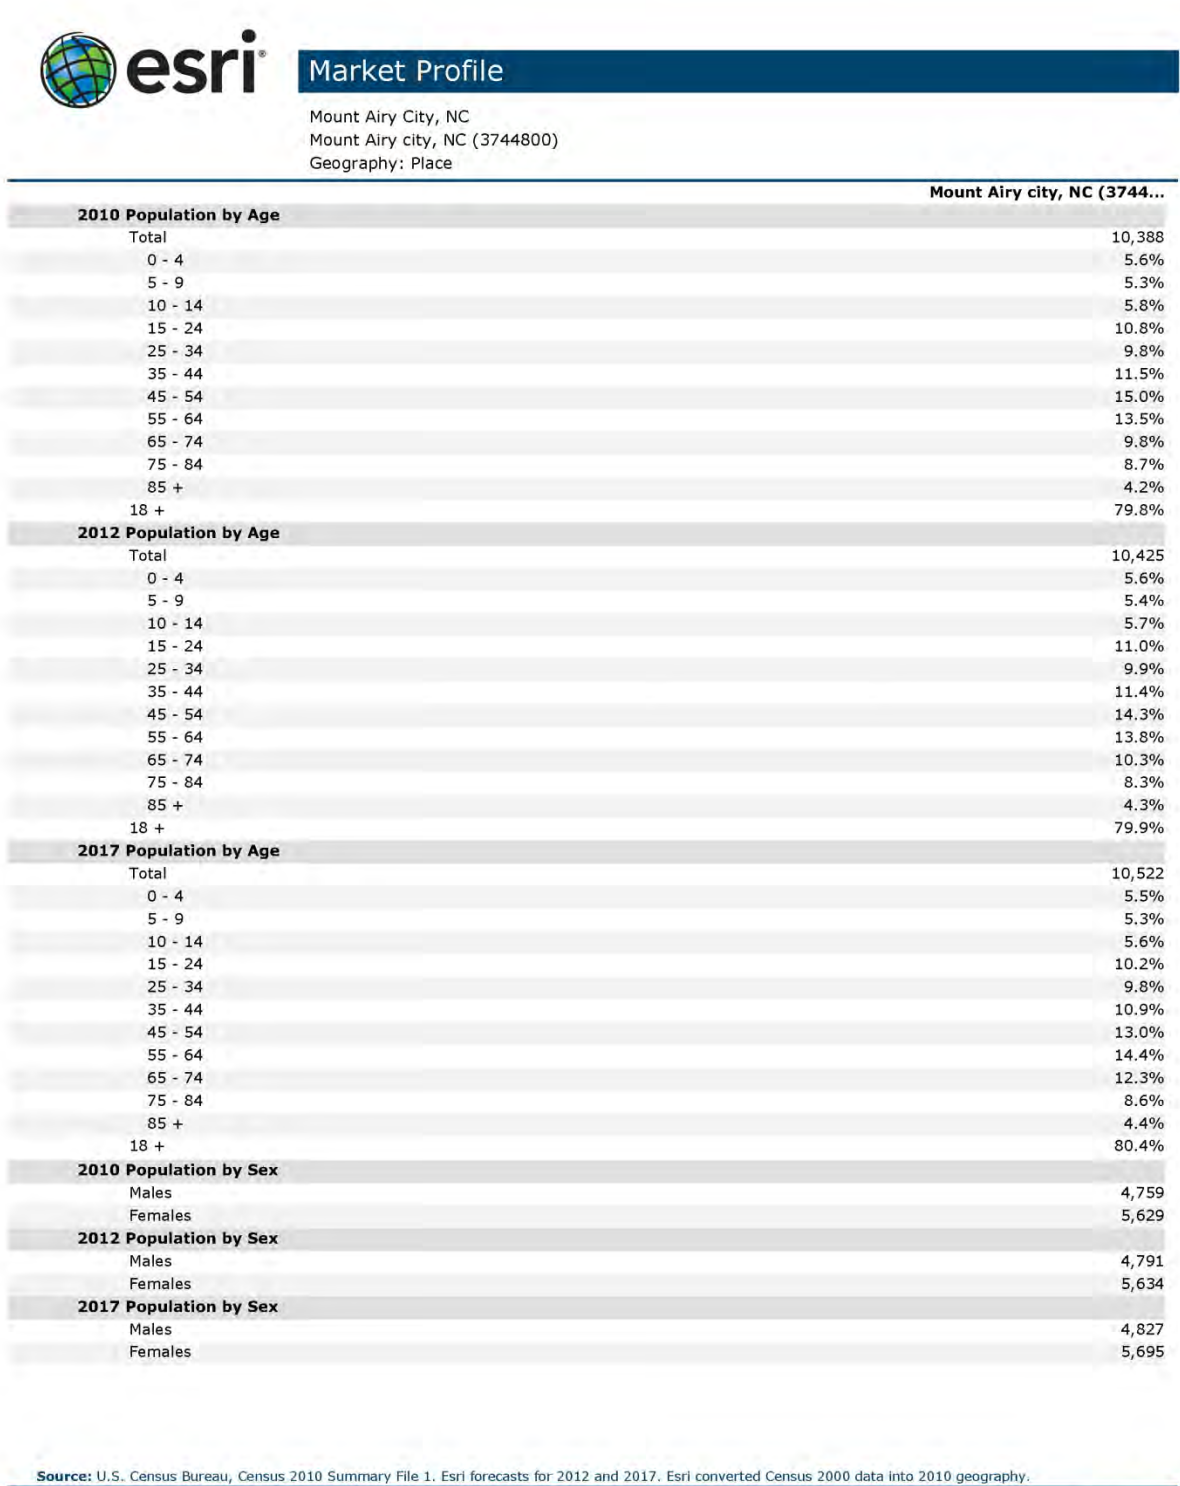 esri®
Market Profile
Mount Airy City, NC
Mount Airy city, NC (3744800)
Geography: Place
Mount Airy city, NC (3744...
2010 Population by Age
Total 10,388
0 - 4 5.6%
5 - 9 5.3%
10 - 14 5.8%
15 - 24 10.8%
25 - 34 9.8%
35 - 44 11.5%
45 - 54 15.0%
55 - 64 13.5%
65 - 74 9.8%
75 - 84 8.7%
85 + 4.2%
18 + 79.8%
2012 Population by Age
Total 10,425
0 - 4 5.6%
5 - 9 5.4%
10 - 14 5.7%
15 - 24 11.0%
25 - 34 9.9%
35 - 44 11.4%
45 - 54 14.3%
55 - 64 13.8%
65 - 74 10.3%
75 - 84 8.3%
85 + 4.3%
18 + 79.9%
2017 Population by Age
Total 10,522
0 - 4 5.5%
5 - 9 5.3%
10 - 14 5.6%
15 - 24 10.2%
25 - 34 9.8%
35 - 44 10.9%
45 - 54 13.0%
55 - 64 14.4%
65 - 74 12.3%
75 - 84 8.6%
85 + 4.4%
18 + 80.4%
2010 Population by Sex
Males 4,759
Females 5,629
2012 Population by Sex
Males 4,791
Females 5,634
2017 Population by Sex
Males 4,827
Females 5,695
Source: U.S. Census Bureau, Census 2010 Summary File 1. Esri forecasts for 2012 and 2017. Esri converted Census 2000 data into 2010 geography.